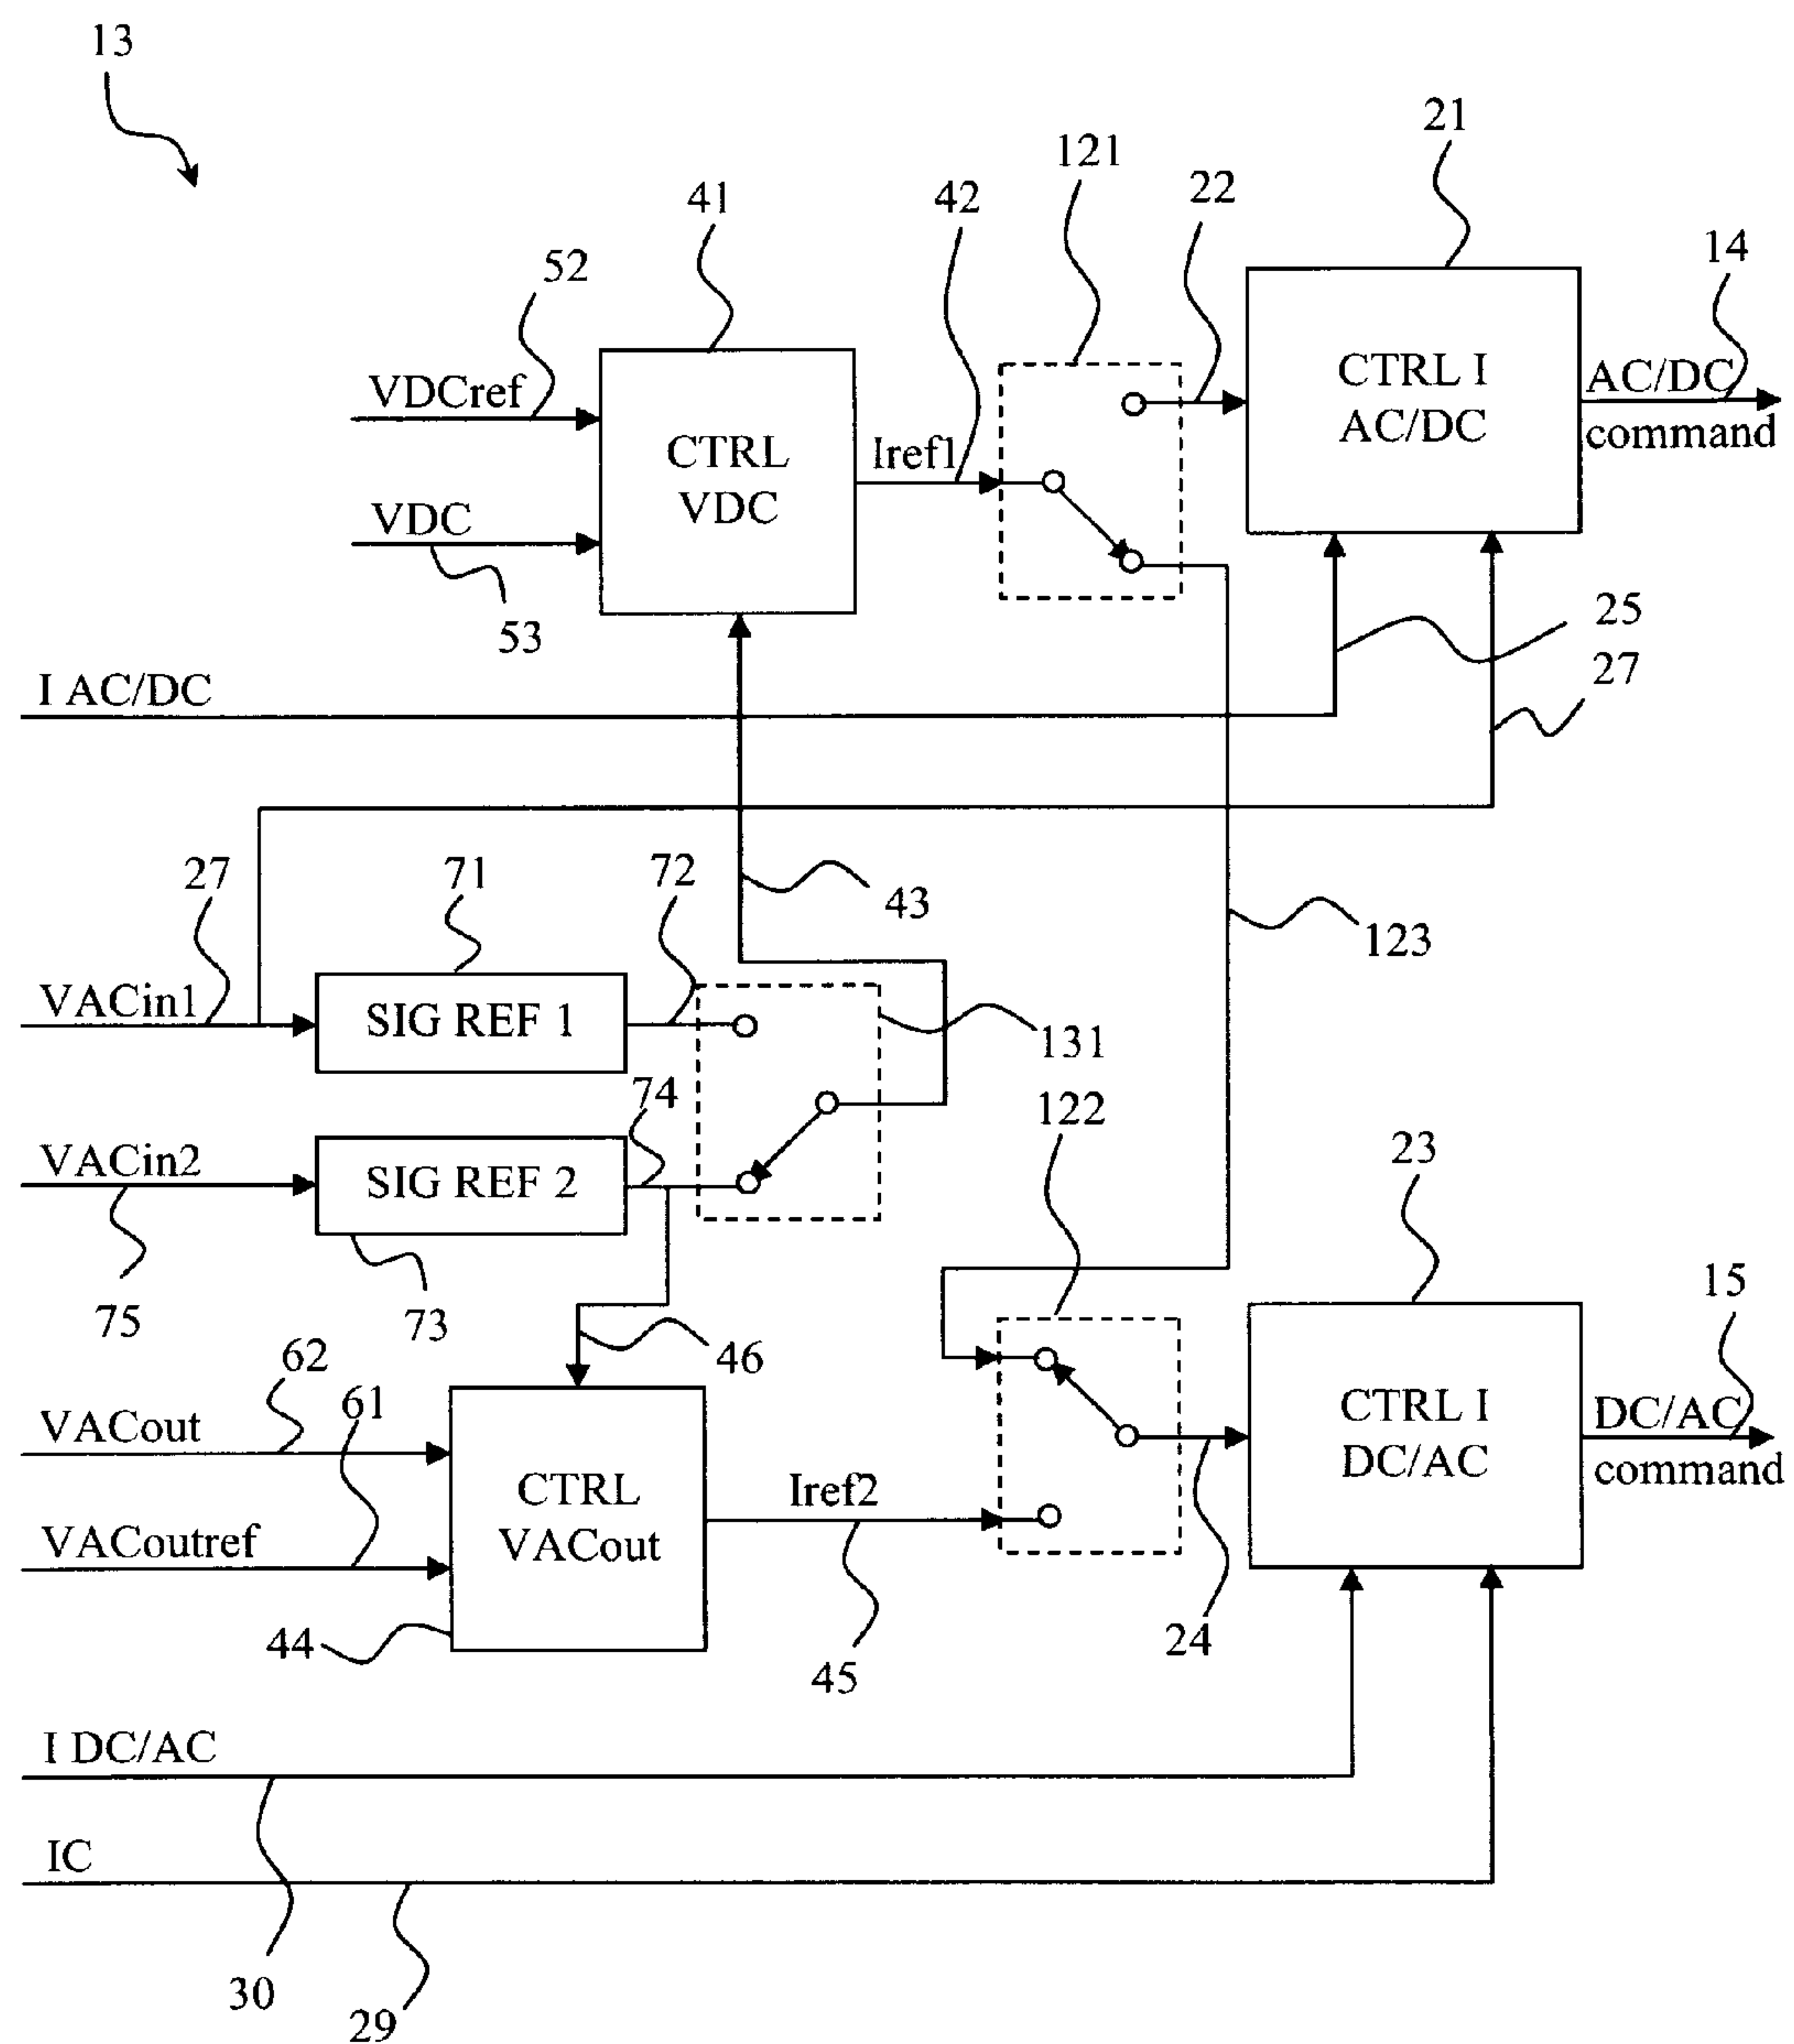 13
21
121
22
42
41
14
52
VDCref
CTRL I
AC/DC
AC/DC
command
CTRL
VDC
Iref1
VDC
53
25
27
I AC/DC
27
71
72
43
123
VACin1
SIG REF 1
131
74
122
VACin2
SIG REF 2
23
75
73
15
62
46
61
VACout
CTRL I
DC/AC
DC/AC
command
CTRL
VACout
Iref2
VACoutref
44
45
24
I DC/AC
IC
30
29